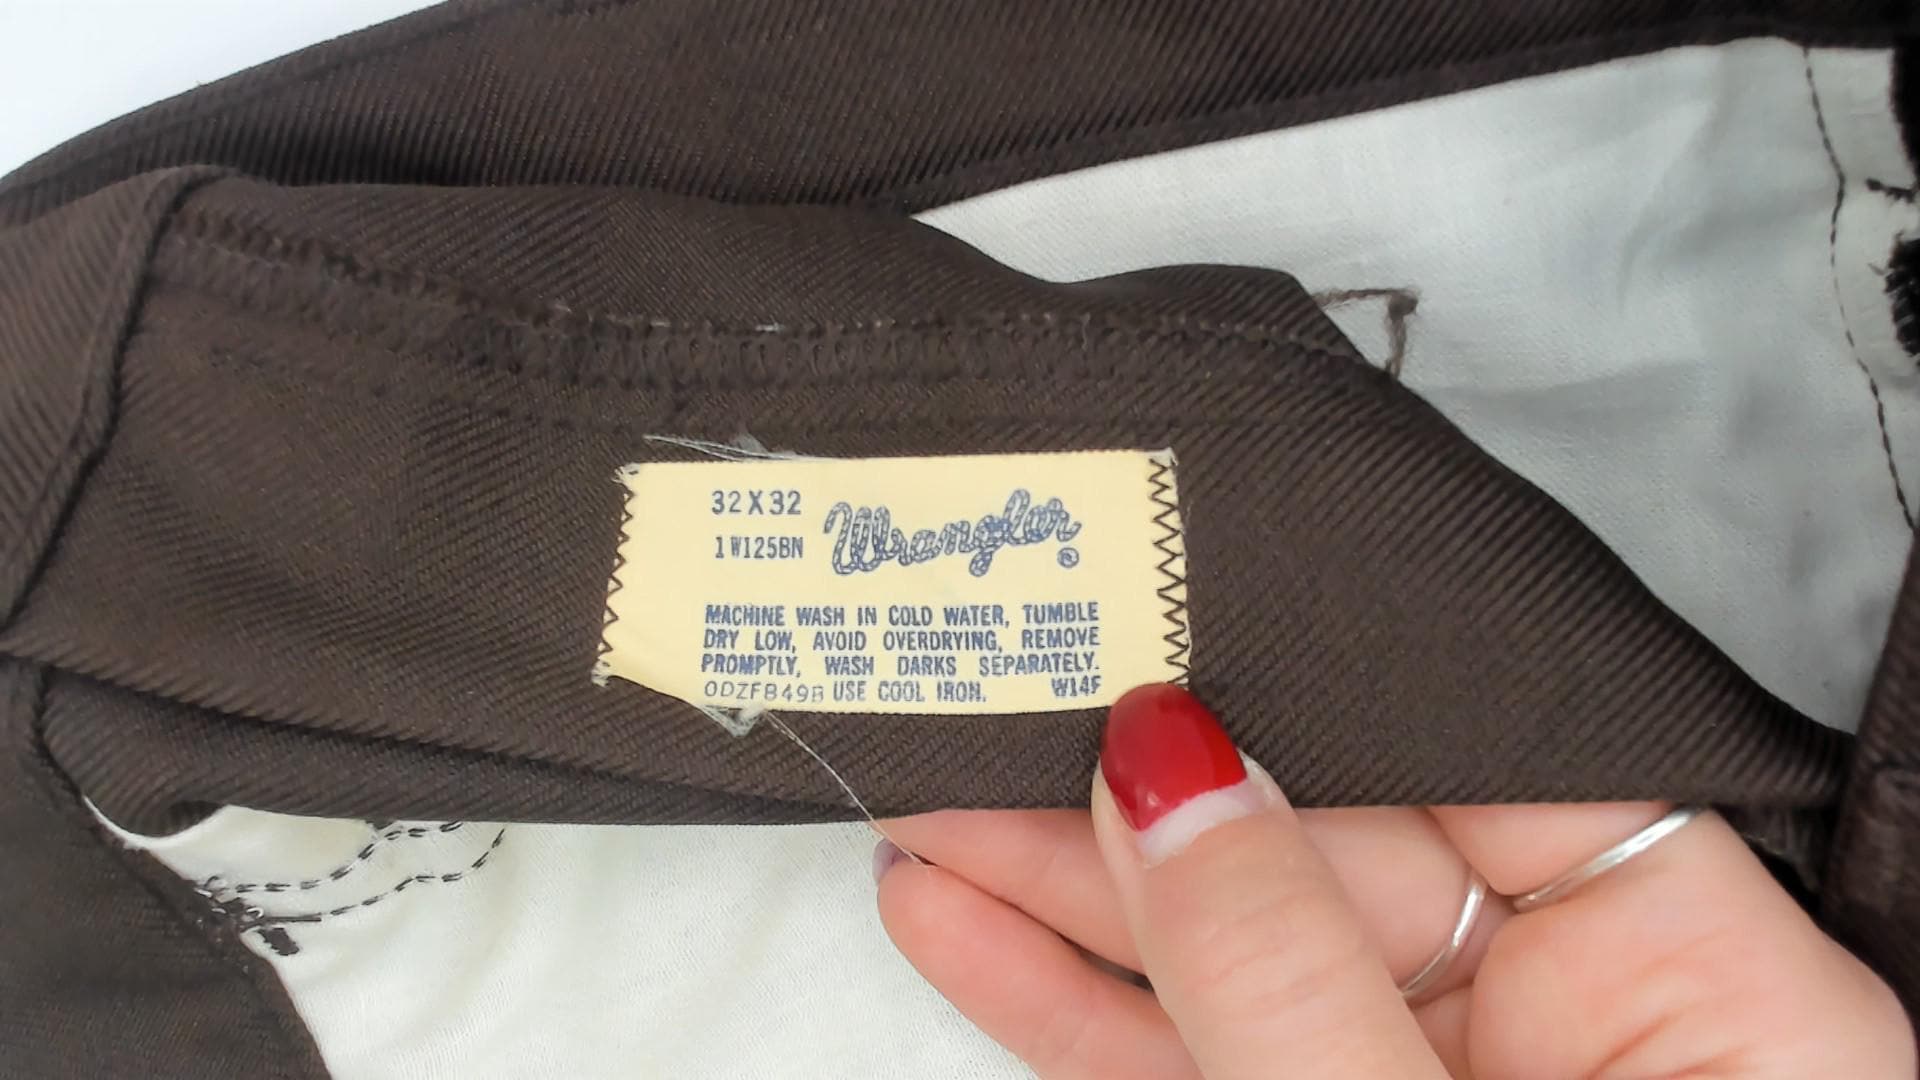 32 X 32
1W125BN
Wrangler®
MACHINE WASH IN COLD WATER, TUMBLE
DRY LOW, AVOID OVERDRYING, REMOVE
PROMPTLY, WASH DARKS SEPARATELY.
0DZFB49B USE COOL IRON. W14F